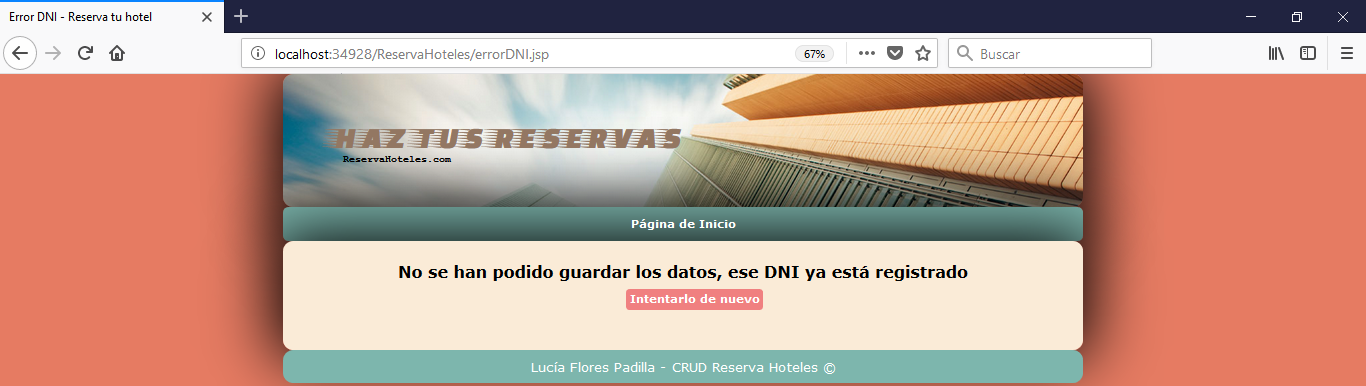 Error DNI - Reserva tu hotel
localhost:34928/ReservaHoteles/errorDNI.jsp
67%
Buscar
HAZ TUS RESERVAS
ReservaHoteles.com
Página de Inicio
No se han podido guardar los datos, ese DNI ya está registrado
Intentarlo de nuevo
Lucía Flores Padilla - CRUD Reserva Hoteles ©